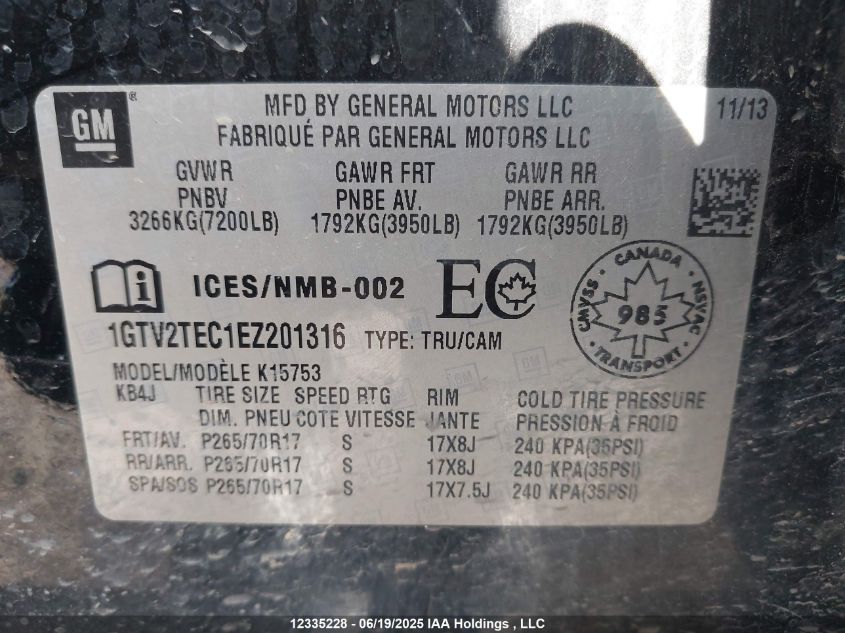 GM®
MFD BY GENERAL MOTORS LLC 11/13
FABRIQUÉ PAR GENERAL MOTORS LLC
GVWR GAWR FRT GAWR RR
PNBV PNBE AV. PNBE ARR.
3266KG(7200LB) 1792KG(3950LB) 1792KG(3950LB)
ICES/NMB-002 EC
CANADA
CMVSS NSVAC
985
TRANSPORT
1GTV2TEC1EZ201316 TYPE: TRU/CAM
MODEL/MODÈLE K15753
KB4J TIRE SIZE SPEED RTG RIM COLD TIRE PRESSURE
DIM. PNEU COTE VITESSE JANTE PRESSION À FROID
FRT/AV. P265/70R17 S 17X8J 240 KPA(35PSI)
RR/ARR. P265/70R17 S 17X8J 240 KPA(35PSI)
SPA/SOS P265/70R17 S 17X7.5J 240 KPA(35PSI)
12335228 - 06/19/2025 IAA Holdings , LLC